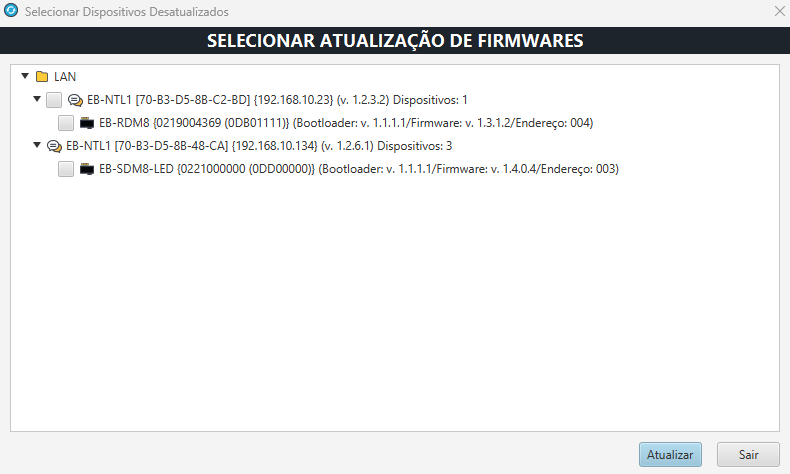 Selecionar Dispositivos Desatualizados
SELECIONAR ATUALIZAÇÃO DE FIRMWARES
LAN
EB-NTL1 [70-B3-D5-8B-C2-BD] {192.168.10.23} (v. 1.2.3.2) Dispositivos: 1
EB-RDM8 {0219004369 (0DB01111)} (Bootloader: v. 1.1.1.1/Firmware: v. 1.3.1.2/Endereço: 004)
EB-NTL1 [70-B3-D5-8B-48-CA] {192.168.10.134} (v. 1.2.6.1) Dispositivos: 3
EB-SDM8-LED {0221000000 (0DD00000)} (Bootloader: v. 1.1.1.1/Firmware: v. 1.4.0.4/Endereço: 003)
Atualizar
Sair